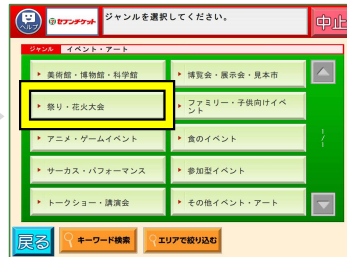 ヘルプ
セブンチケット
ジャンルを選択してください。
中止
ジャンル イベント・アート
美術館・博物館・科学館
博覧会・展示会・見本市
祭り・花火大会
ファミリー・子供向けイベ
ント
アニメ・ゲームイベント
食のイベント
1/1
サーカス・パフォーマンス
参加型イベント
トークショー・講演会
その他イベント・アート
戻る
キーワード検索
エリアで絞り込む